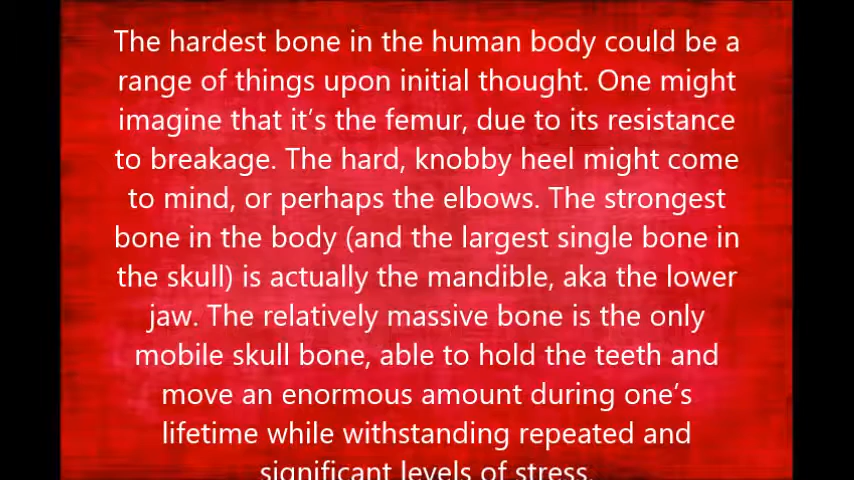 The hardest bone in the human body could be a
range of things upon initial thought. One might
imagine that it’s the femur, due to its resistance
to breakage. The hard, knobby heel might come
to mind, or perhaps the elbows. The strongest
bone in the body (and the largest single bone in
the skull) is actually the mandible, aka the lower
jaw. The relatively massive bone is the only
mobile skull bone, able to hold the teeth and
move an enormous amount during one’s
lifetime while withstanding repeated and
significant levels of stress.